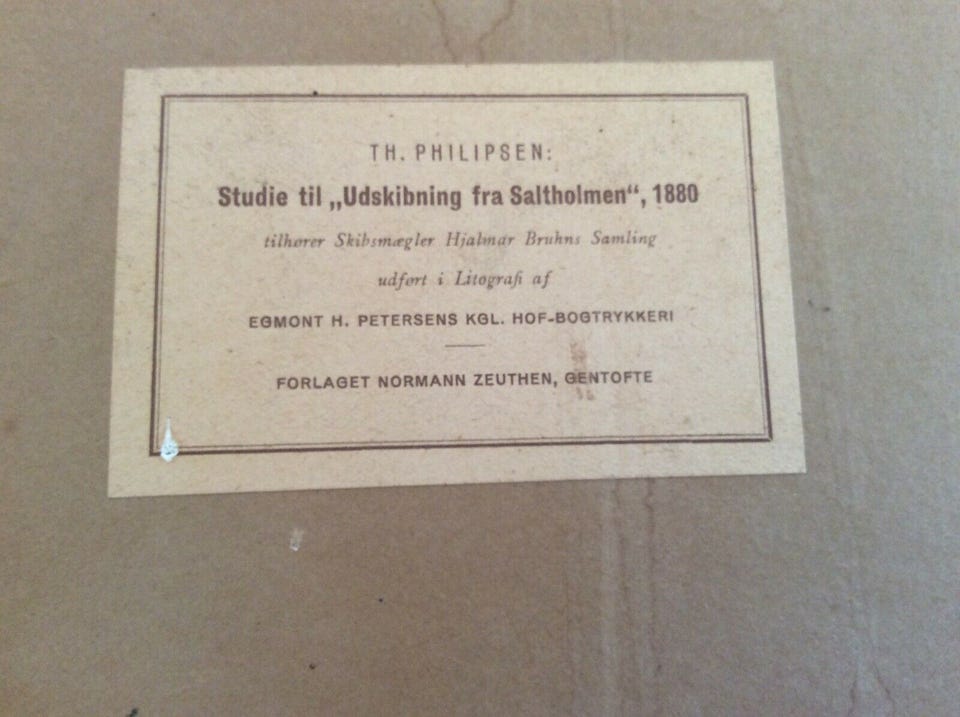 TH. PHILIPSEN:
Studie til „Udskibning fra Saltholmen“, 1880
tilhører Skibsmægler Hjalmar Bruhns Samling
udført i Litografi af
EGMONT H. PETERSENS KGL. HOF-BOGTRYKKERI
FORLAGET NORMANN ZEUTHEN, GENTOFTE